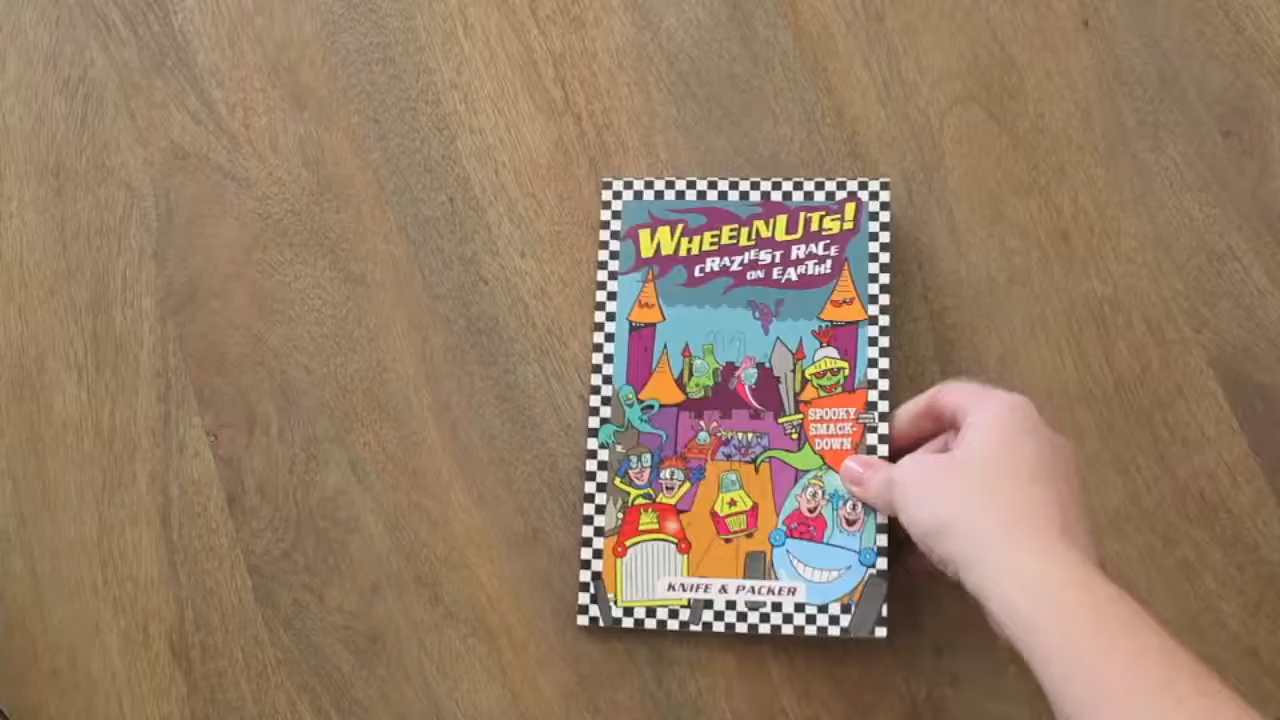 WHEELNUTS!
CRAZIEST RACE
ON EARTH!
SPOOKY
SMACK-
DOWN
KNIFE & PACKER